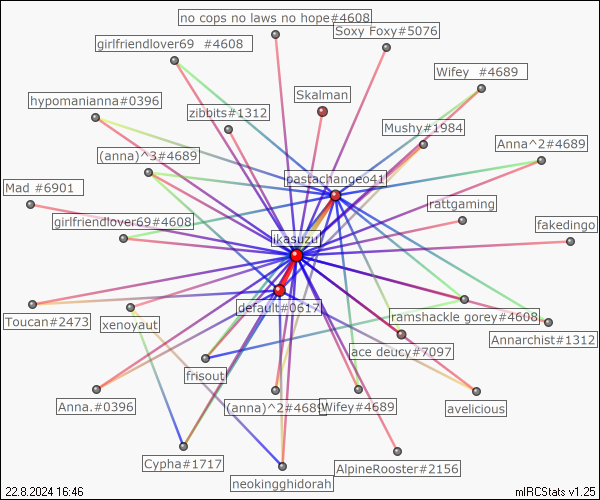 no cops no laws no hope#4608
Soxy Foxy#5076
girlfriendlover69 #4608
Wifey #4689
Skalman
hypomanianna#0396
zibbits#1312
Mushy#1984
Anna^2#4689
(anna)^3#4689
pastachangeo41
Mad #6901
rattgaming
girlfriendlover69#4608
fakedingo
ikasuzu
default#0617
Toucan#2473
xenoyaut
ramshackle gorey#4608
Annarchist#1312
ace deucy#7097
frisout
Anna.#0396
(anna)^2#4689
Wifey#4689
avelicious
Cypha#1717
AlpineRooster#2156
neokingghidorah
22.8.2024 16:46
mIRCStats v1.25